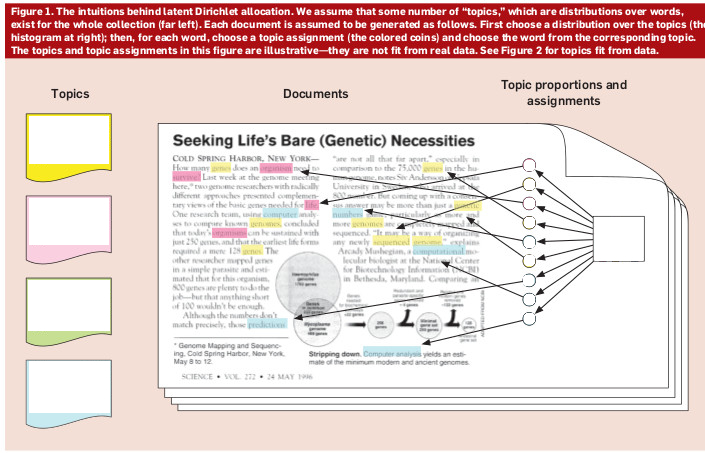 Figure 1. The intuitions behind latent Dirichlet allocation. We assume that some number of "topics," which are distributions over words,
exist for the whole collection (far left). Each document is assumed to be generated as follows. First choose a distribution over the topics (the
histogram at right); then, for each word, choose a topic assignment (the colored coins) and choose the word from the corresponding topic.
The topics and topic assignments in this figure are illustrative—they are not fit from real data. See Figure 2 for topics fit from data.
Topics
Documents
Topic proportions and
assignments
Seeking Life's Bare (Genetic) Necessities
COLD SPRING HARBOR, NEW YORK—
How many genes does an organism need to
survive? Last week at the genome meeting
here,* two genome researchers with radically
different approaches presented complemen-
tary views of the basic genes needed for life.
One research team, using computer analy-
ses to compare known genomes, concluded
that today's organisms can be sustained with
just 250 genes, and that the earliest life forms
required a mere 128 genes. The
other researcher mapped genes
in a simple parasite and esti-
mated that for this organism,
800 genes are plenty to do the
job—but that anything short
of 100 wouldn't be enough.
Although the numbers don't
match precisely, those predictions
* Genome Mapping and Sequenc-
ing, Cold Spring Harbor, New York,
May 8 to 12.
"are not all that far apart," especially in
comparison to the 75,000 genes in the hu-
man genome, notes Siv Andersson
University in arrived at the
800 number. But coming up with a consen-
sus answer may be more than just a genetic
numbers particularly as more and
more genomes are completely mapped and
sequenced. "It may be a way of organizing
any newly sequenced genome," explains
Arcady Mushegian, a computational mo-
lecular biologist at the National Center
for Biotechnology Information (NCBI)
in Bethesda, Maryland. Comparing an
Stripping down. Computer analysis yields an esti-
mate of the minimum modern and ancient genomes.
SCIENCE • VOL. 272 • 24 MAY 1996